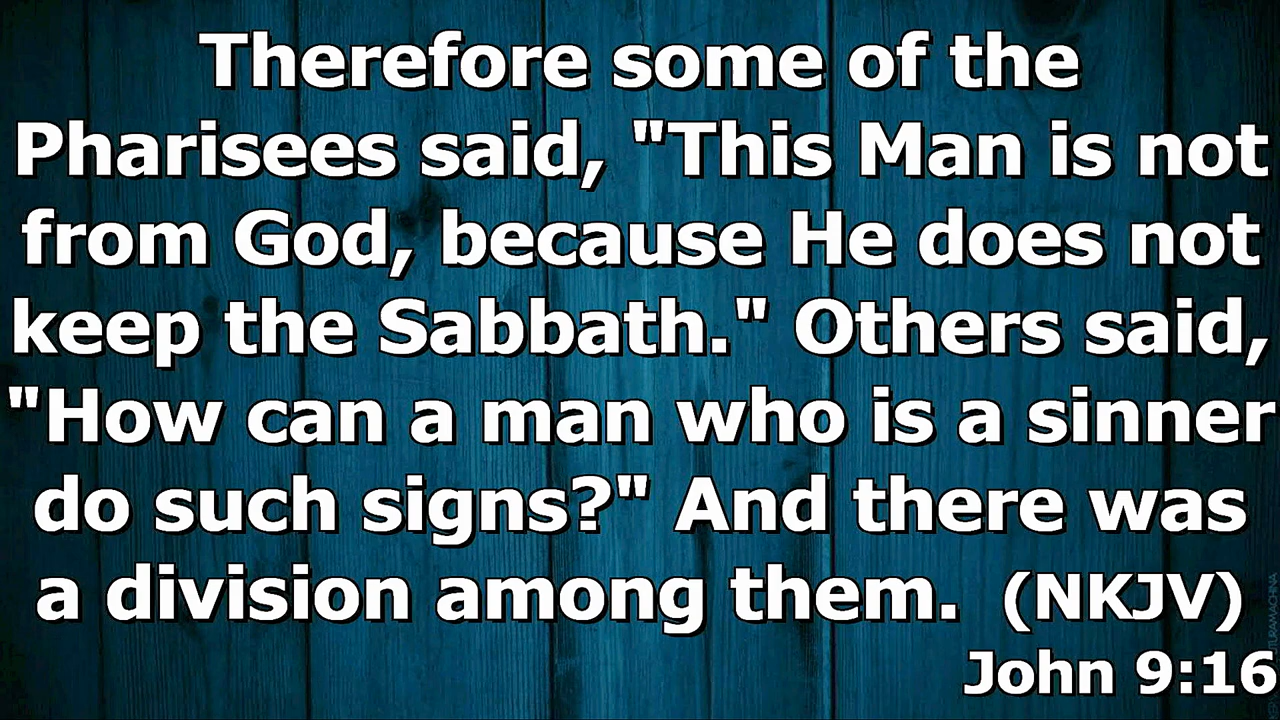 Therefore some of the
Pharisees said, "This Man is not
from God, because He does not
keep the Sabbath." Others said,
"How can a man who is a sinner
do such signs?" And there was
a division among them. (NKJV)
John 9:16